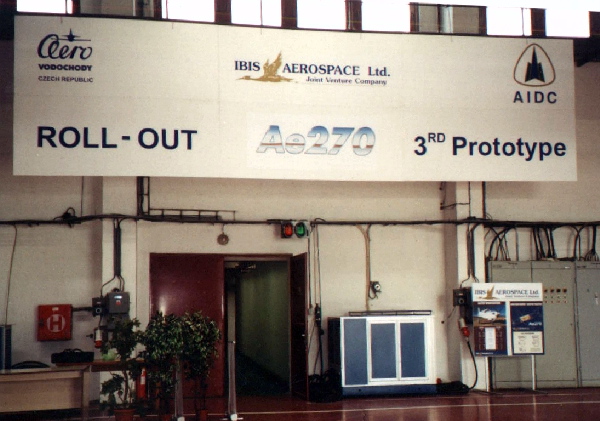 Aero
VODOCHODY
CZECH REPUBLIC
IBIS AEROSPACE Ltd.
Joint Venture Company
AIDC
ROLL-OUT
Ae270
3RD Prototype
IBIS AEROSPACE Ltd.
Ae270